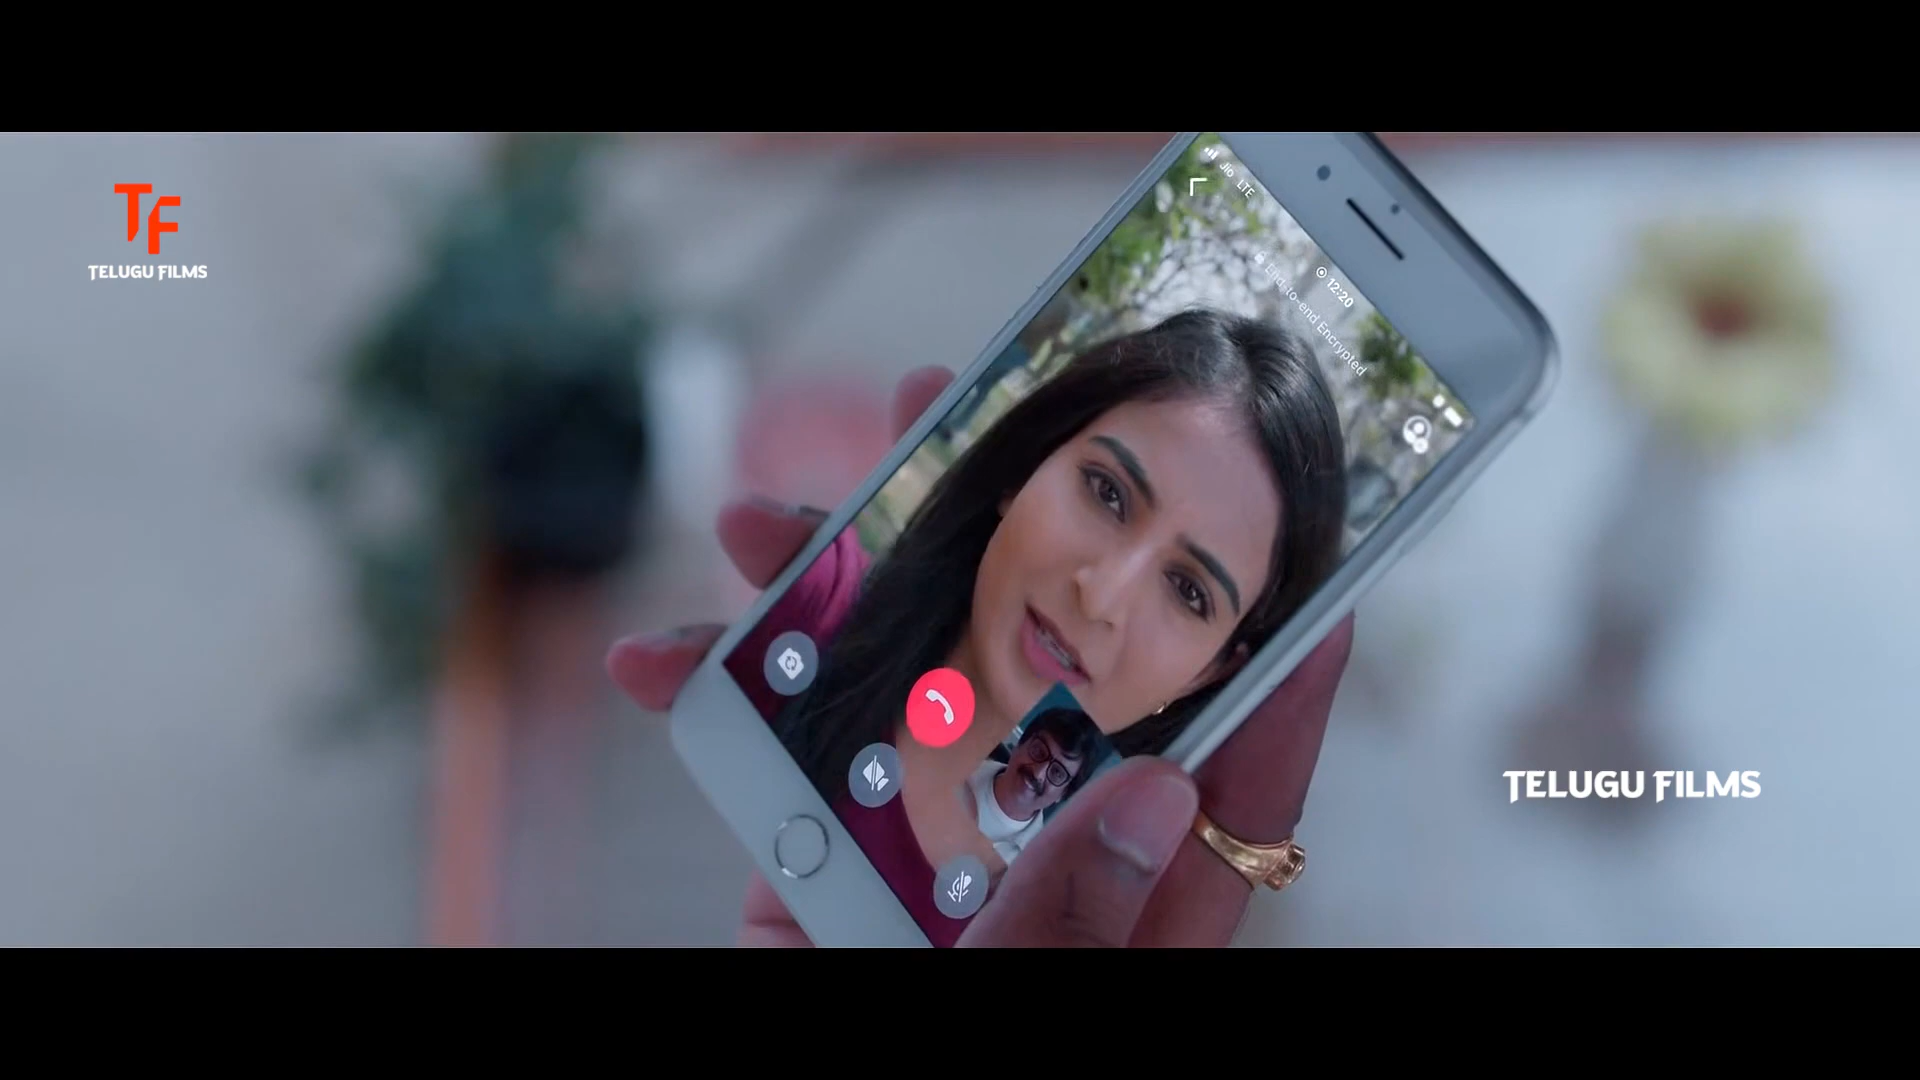 TF
TELUGU FILMS
Jio LTE
12:20
End-to-end Encrypted
TELUGU FILMS